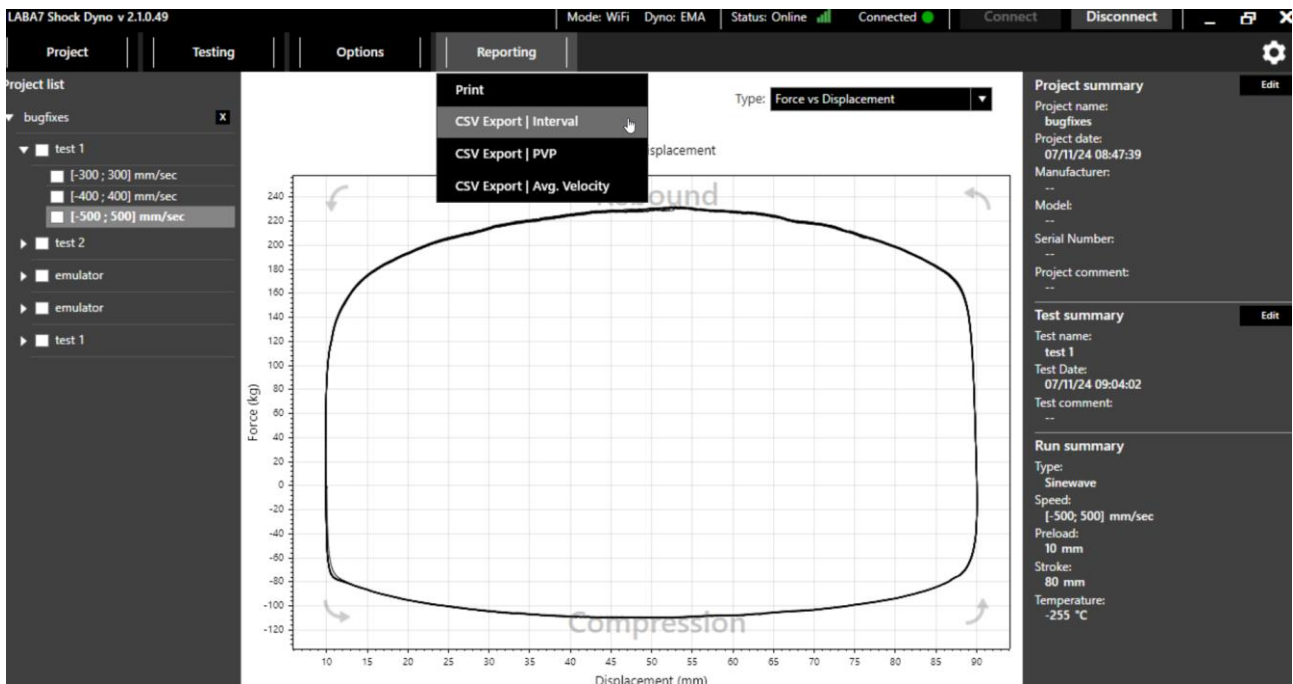 LABA7 Shock Dyno v 2.1.0.49
Mode: WiFi Dyno: EMA Status: Online Connected Connect Disconnect
Project Testing Options Reporting
Project list
bugfixes X
test 1
[-300 ; 300] mm/sec
[-400 ; 400] mm/sec
[-500 ; 500] mm/sec
test 2
emulator
emulator
test 1
Print
CSV Export | Interval
CSV Export | PVP
CSV Export | Avg. Velocity
Type: Force vs Displacement
splacement
bound
240
220
200
180
160
140
120
100
80
60
40
20
0
-20
-40
-60
-80
-100
-120
Force (kg)
Compression
10 15 20 25 30 35 40 45 50 55 60 65 70 75 80 85 90
Displacement (mm)
Project summary Edit
Project name:
bugfixes
Project date:
07/11/24 08:47:39
Manufacturer:
--
Model:
--
Serial Number:
--
Project comment:
--
Test summary Edit
Test name:
test 1
Test Date:
07/11/24 09:04:02
Test comment:
--
Run summary
Type:
Sinewave
Speed:
[-500; 500] mm/sec
Preload:
10 mm
Stroke:
80 mm
Temperature:
-255 °C